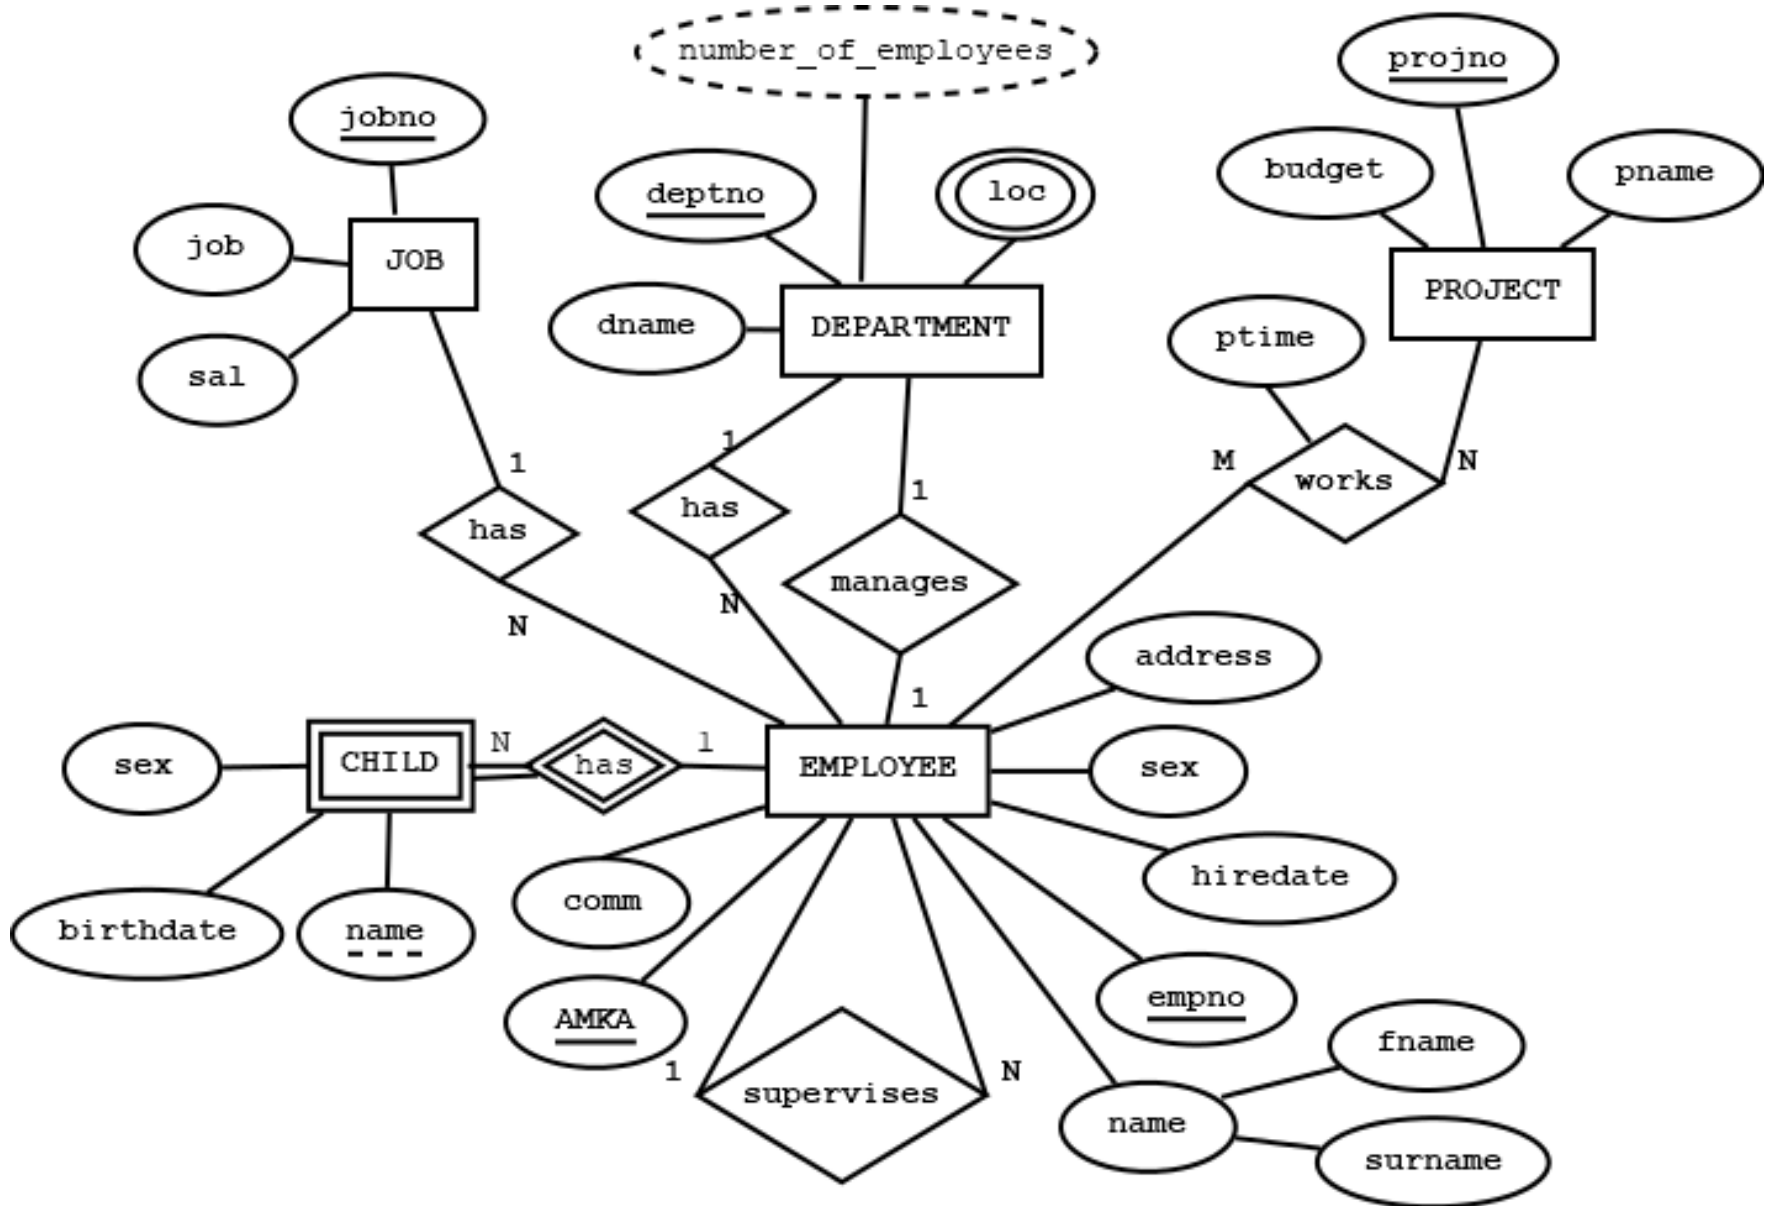 number_of_employees
projno
jobno
budget
pname
deptno
loc
job
JOB
PROJECT
dname
DEPARTMENT
ptime
sal
1
1
M
N
works
1
has
has
manages
N
N
address
1
sex
CHILD
N
has
1
EMPLOYEE
sex
hiredate
comm
birthdate
name
empno
AMKA
fname
1
N
supervises
name
surname